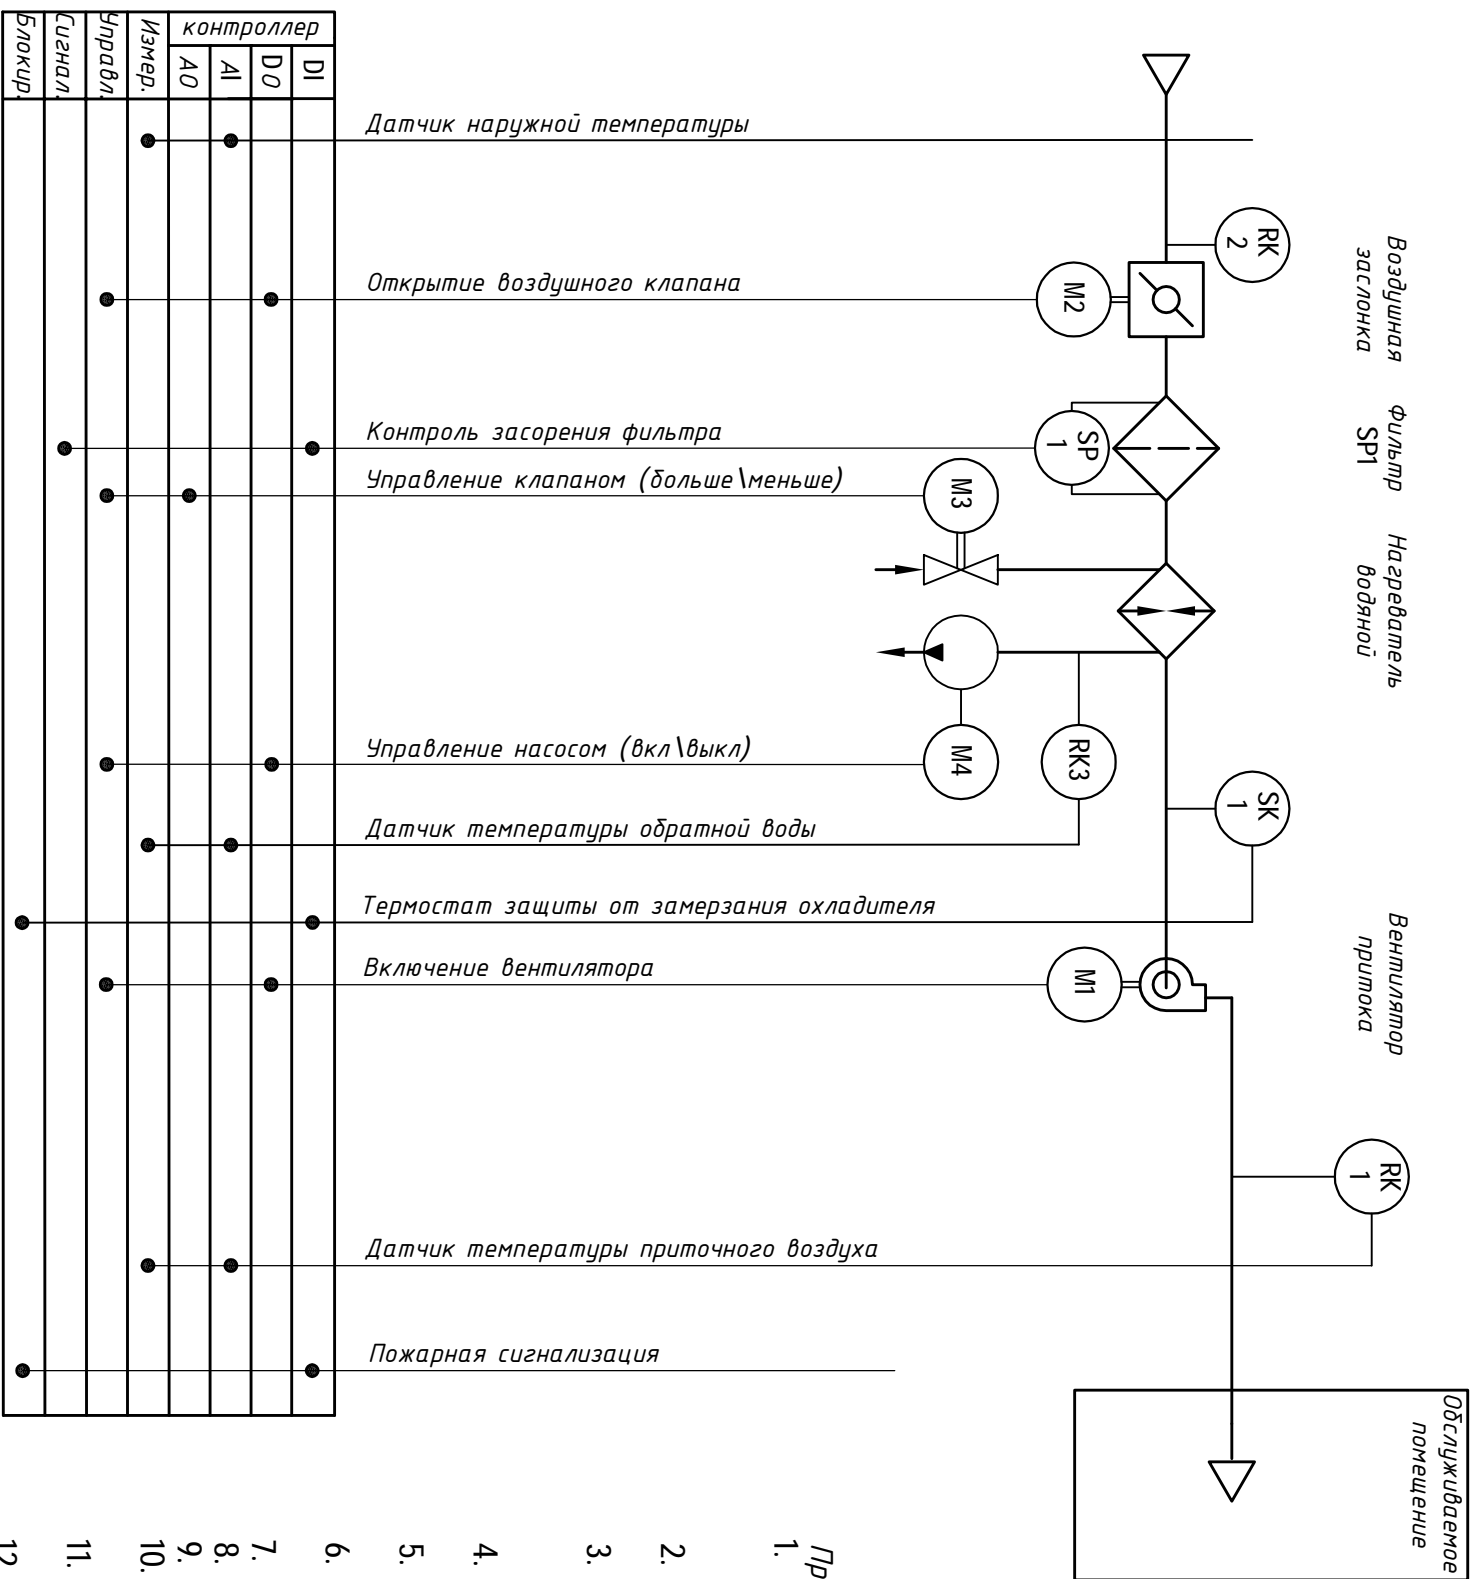 Воздушная
заслонка
Фильтр
SP1
Нагреватель
водяной
Вентилятор
притока
Обслуживаемое
помещение
RK
2
M2
SP
1
M3
M4
RK3
SK
1
M1
RK
1
Датчик наружной температуры
Открытие воздушного клапана
Контроль засорения фильтра
Управление клапаном (больше\меньше)
Управление насосом (вкл\выкл)
Датчик температуры обратной воды
Термостат защиты от замерзания охладителя
Включение вентилятора
Датчик температуры приточного воздуха
Пожарная сигнализация
контроллер
DI
DO
AI
AO
Измер.
Управл.
Сигнал.
Блокир.
Пр
1.
2.
3.
4.
5.
6.
7.
8.
9.
10.
11.
12